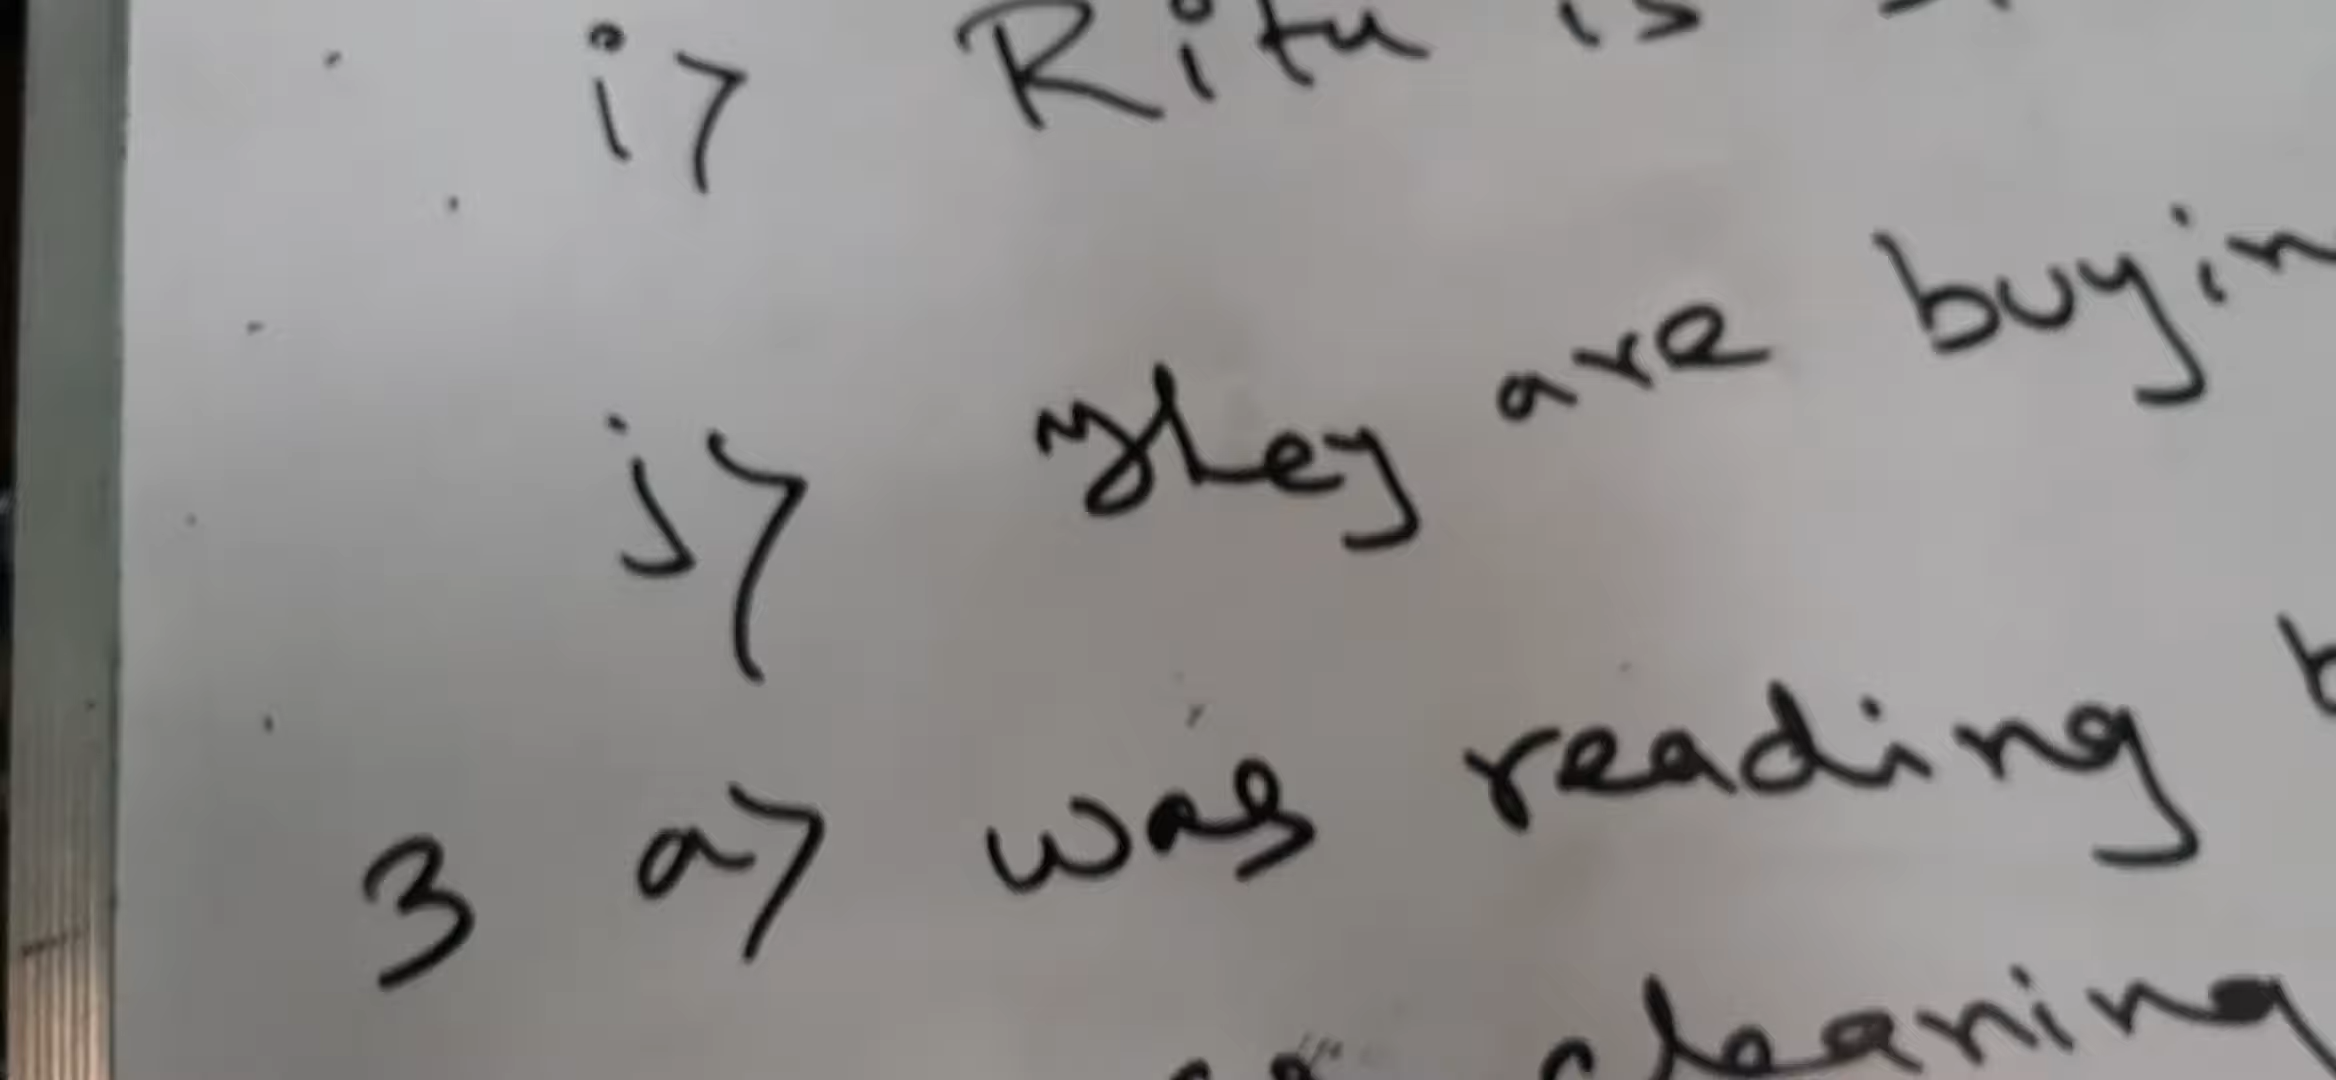 i) Ritu is
j) They are buyin
3 a) was reading b
cleaning